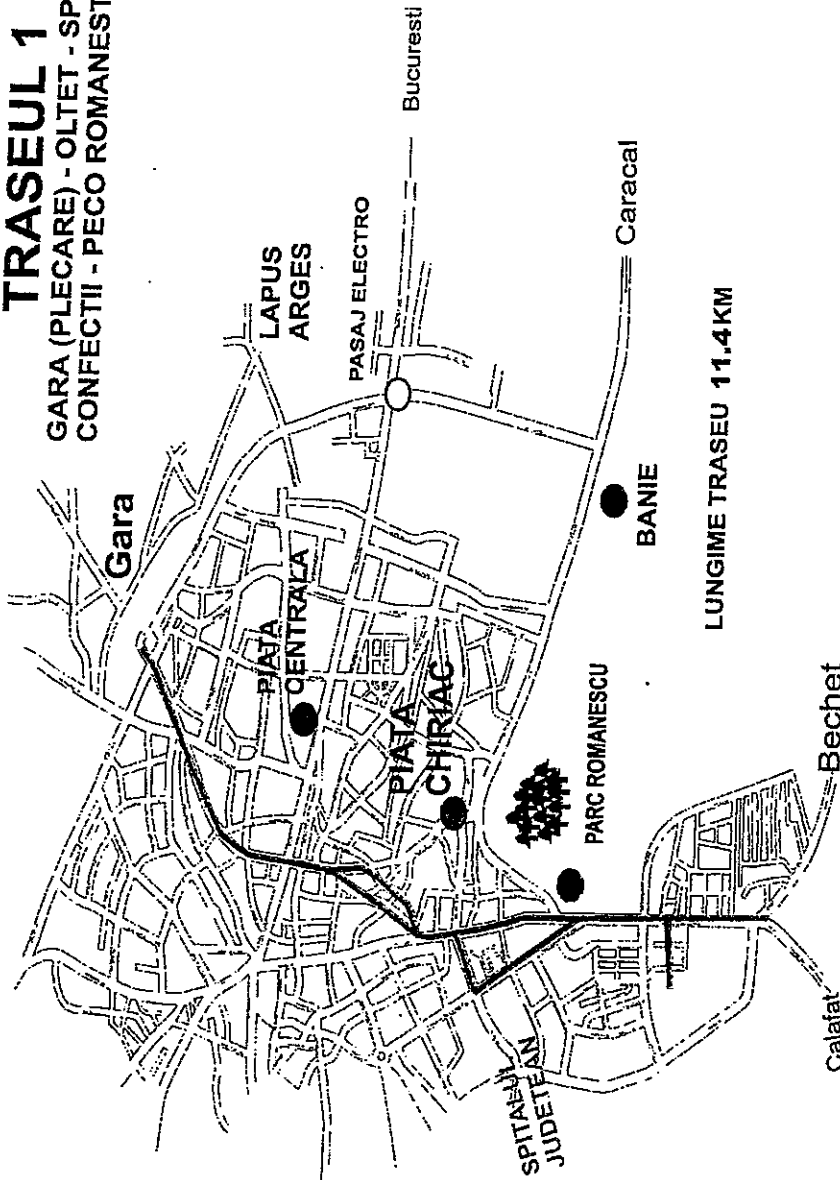 TRASEUL 1
GARA (PLECARE) - OLTET - SP
CONFECTII - PECO ROMANEST
Gara
LAPUS
ARGES
PASAJ ELECTRO
Bucuresti
PIATA
CENTRALA
PIATA
CHIRIAC
Caracal
BANIE
PARC ROMANESCU
LUNGIME TRASEU 11.4KM
SPITALUL
JUDETEAN
Bechet
Calafat